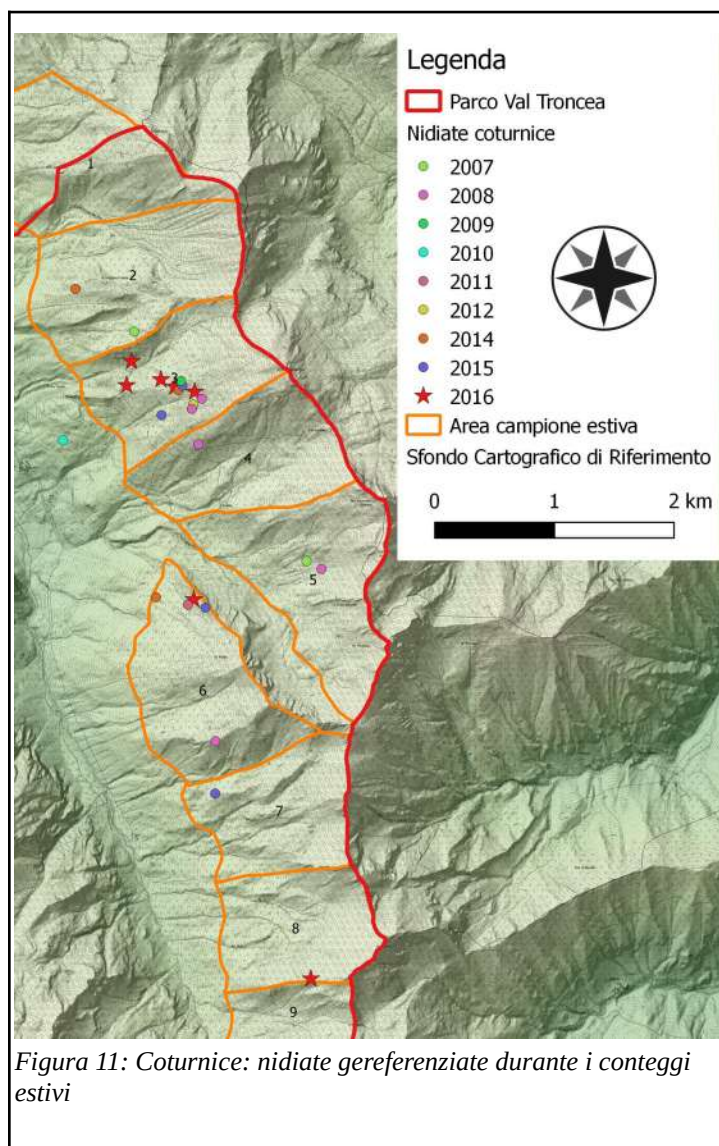 Legenda
Parco Val Troncea
Nidiate coturnice
2007
2008
2009
2010
2011
2012
2014
2015
2016
Area campione estiva
Sfondo Cartografico di Riferimento
0 1 2 km
1
2
3
4
5
6
7
8
9
Figura 11: Coturnice: nidiate gereferenziate durante i conteggi
estivi